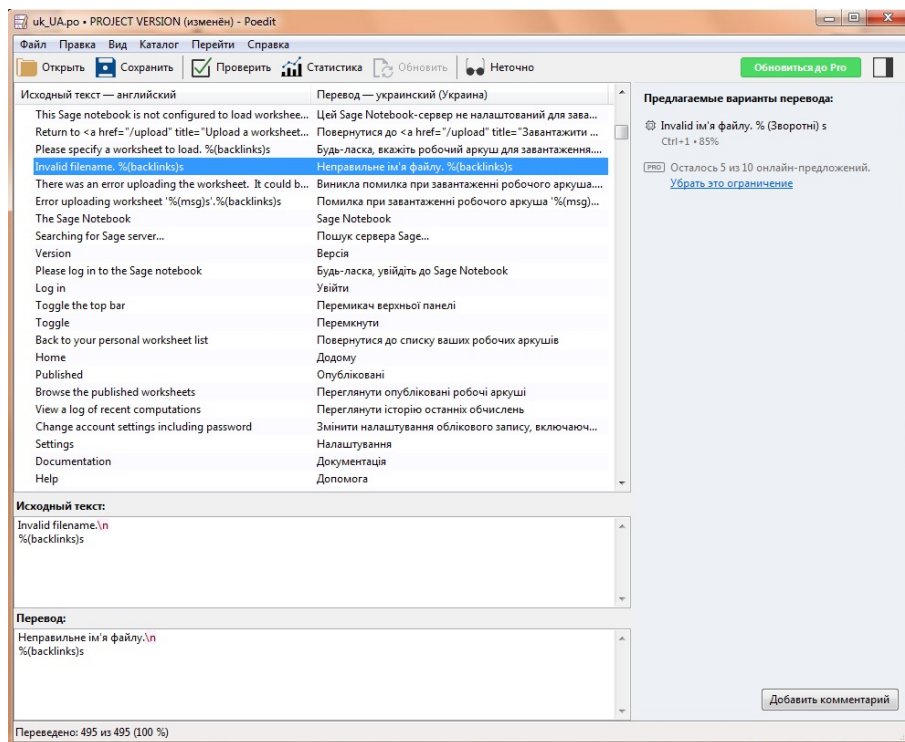 uk_UA.po • PROJECT VERSION (изменён) - Poedit
Файл Правка Вид Каталог Перейти Справка
Открыть Сохранить Проверить Статистика Обновить Неточно Обновиться до Pro
Исходный текст — английский Перевод — украинский (Украина)
This Sage notebook is not configured to load workshee... Цей Sage Notebook-сервер не налаштований для зава...
Return to <a href="/upload" title="Upload a worksheet... Повернутися до <a href="/upload" title="Завантажити ...
Please specify a worksheet to load. %(backlinks)s Будь-ласка, вкажіть робочий аркуш для завантаження....
Invalid filename. %(backlinks)s Неправильне ім'я файлу. %(backlinks)s
There was an error uploading the worksheet. It could b... Виникла помилка при завантаженні робочого аркуша....
Error uploading worksheet '%(msg)s'.%(backlinks)s Помилка при завантаженні робочого аркуша '%(msg)...
The Sage Notebook Sage Notebook
Searching for Sage server... Пошук сервера Sage...
Version Версія
Please log in to the Sage notebook Будь-ласка, увійдіть до Sage Notebook
Log in Увійти
Toggle the top bar Перемикач верхньої панелі
Toggle Перемкнути
Back to your personal worksheet list Повернутися до списку ваших робочих аркушів
Home Додому
Published Опубліковані
Browse the published worksheets Переглянути опубліковані робочі аркуші
View a log of recent computations Переглянути історію останніх обчислень
Change account settings including password Змінити налаштування облікового запису, включаюч...
Settings Налаштування
Documentation Документація
Help Допомога
Исходный текст:
Invalid filename.\n
%(backlinks)s
Перевод:
Неправильне ім'я файлу.\n
%(backlinks)s
Предлагаемые варианты перевода:
Invalid ім'я файлу. % (Зворотні) s
Ctrl+1 • 85%
PRO Осталось 5 из 10 онлайн-предложений.
Убрать это ограничение
Добавить комментарий
Переведено: 495 из 495 (100 %)